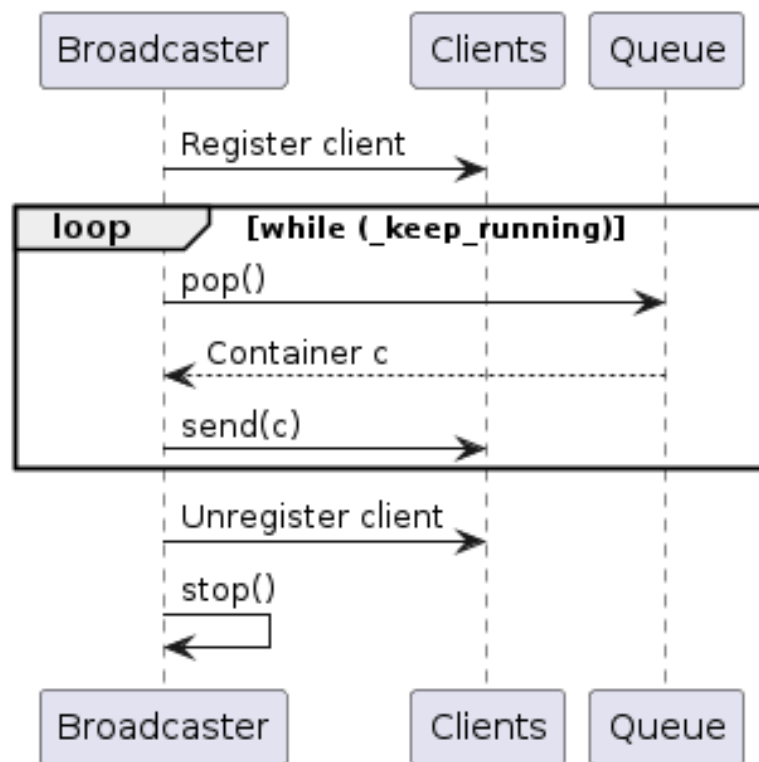 Broadcaster Clients Queue
Register client
loop [while (_keep_running)]
pop()
Container c
send(c)
Unregister client
stop()
Broadcaster Clients Queue